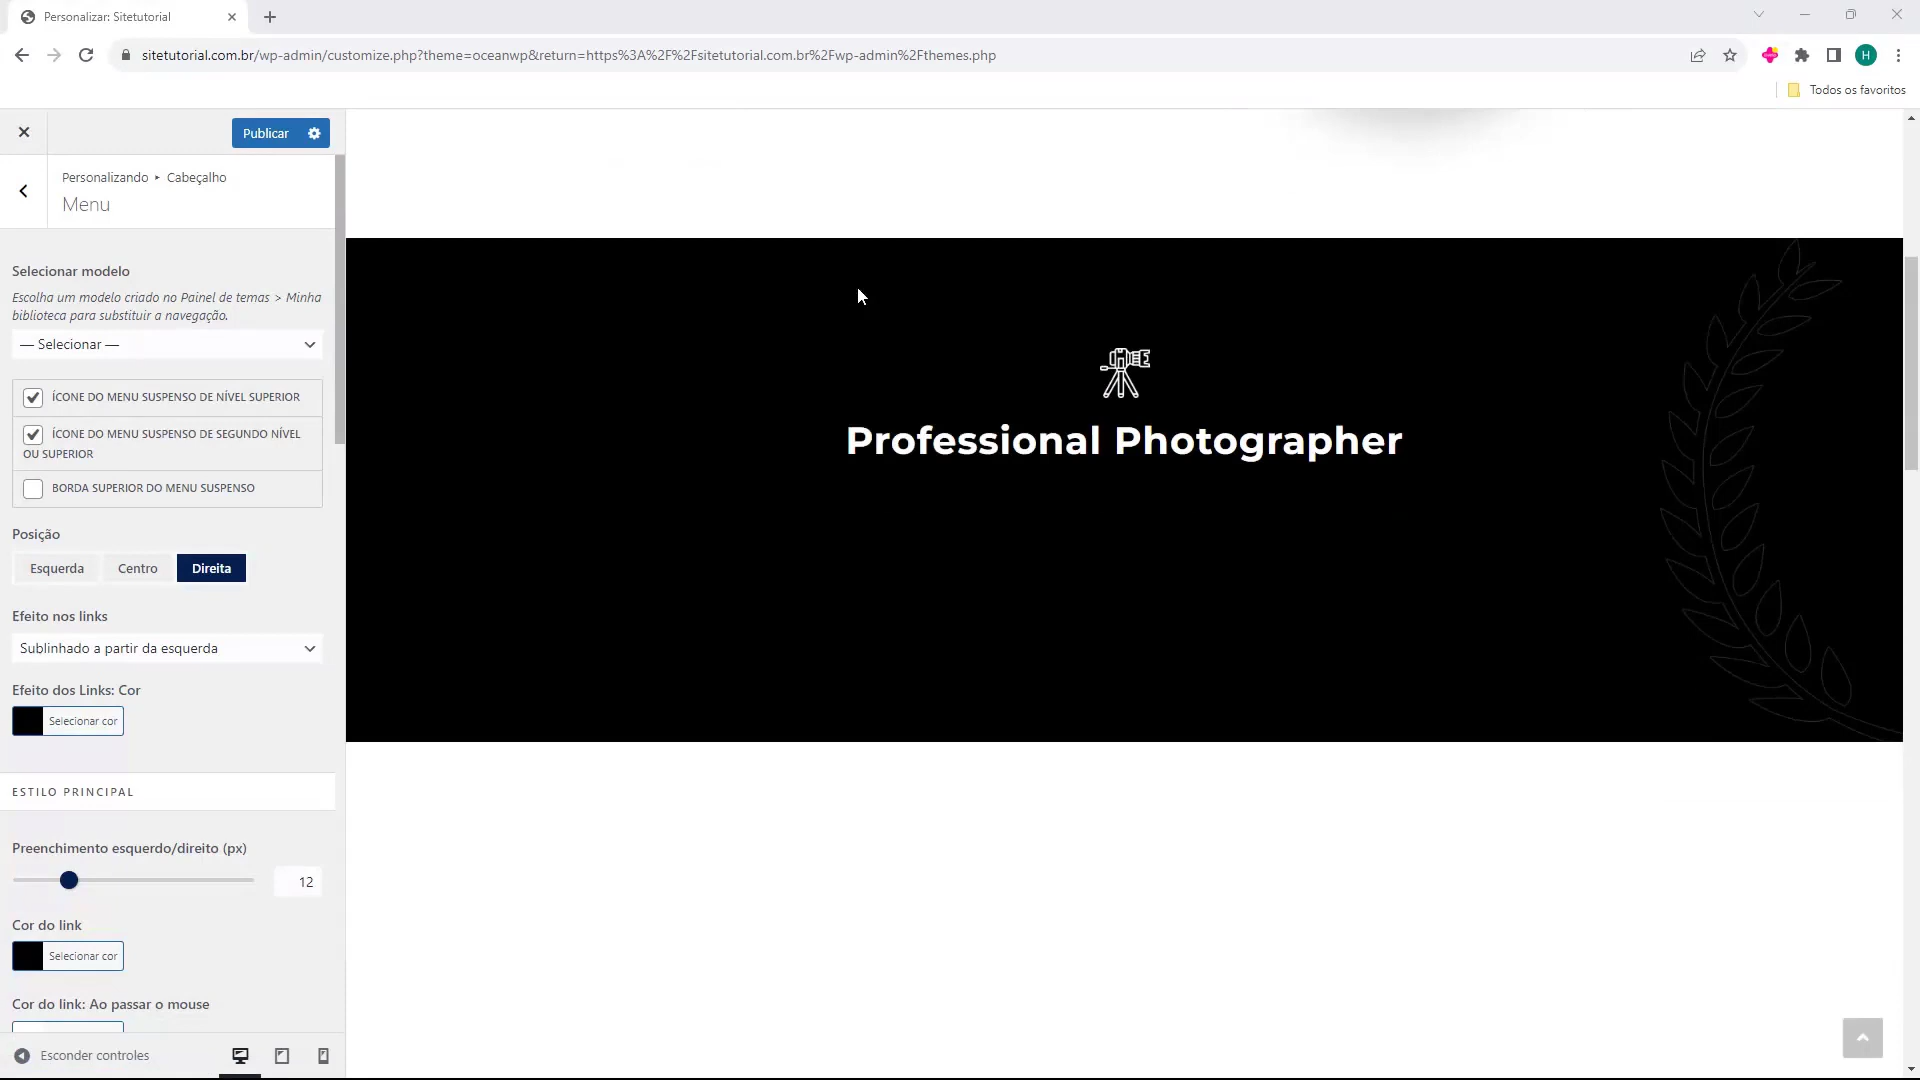 Personalizar: Sitetutorial
sitetutorial.com.br/wp-admin/customize.php?theme=oceanwp&return=https%3A%2F%2Fsitetutorial.com.br%2Fwp-admin%2Fthemes.php
H
Todos os favoritos
Publicar
Personalizando ▸ Cabeçalho
Menu
Selecionar modelo
Escolha um modelo criado no Painel de temas > Minha
biblioteca para substituir a navegação.
— Selecionar —
ÍCONE DO MENU SUSPENSO DE NÍVEL SUPERIOR
ÍCONE DO MENU SUSPENSO DE SEGUNDO NÍVEL
OU SUPERIOR
BORDA SUPERIOR DO MENU SUSPENSO
Posição
Esquerda Centro Direita
Efeito nos links
Sublinhado a partir da esquerda
Efeito dos Links: Cor
Selecionar cor
ESTILO PRINCIPAL
Preenchimento esquerdo/direito (px)
12
Cor do link
Selecionar cor
Cor do link: Ao passar o mouse
Esconder controles
Professional Photographer